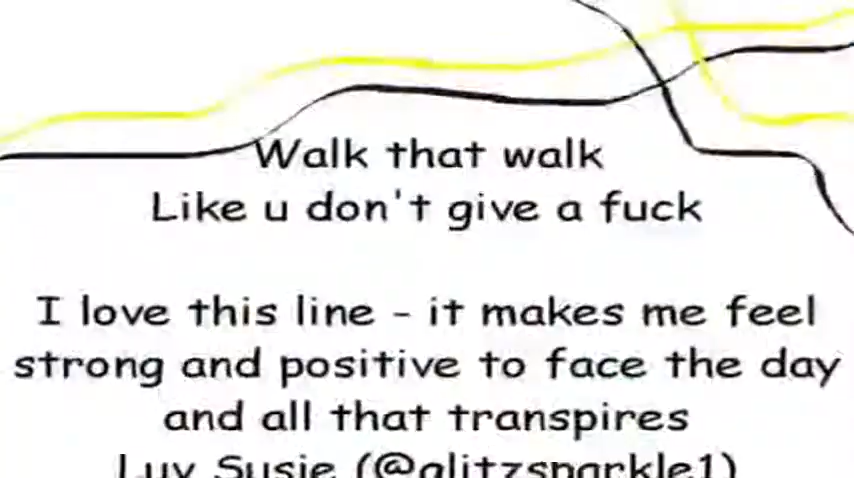 Walk that walk
Like u don't give a fuck
I love this line - it makes me feel
strong and positive to face the day
and all that transpires
Luv Susie (@glitzsparkle1)